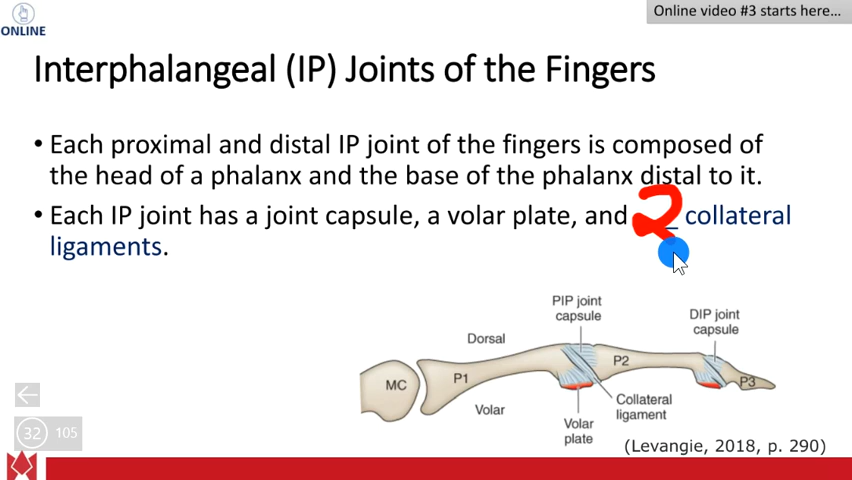 ONLINE
Online video #3 starts here…
Interphalangeal (IP) Joints of the Fingers
• Each proximal and distal IP joint of the fingers is composed of
the head of a phalanx and the base of the phalanx distal to it.
• Each IP joint has a joint capsule, a volar plate, and 2 collateral
ligaments.
PIP joint
capsule
DIP joint
capsule
Dorsal
P2
P1
MC
P3
Volar
Collateral
ligament
Volar
plate
32 105
(Levangie, 2018, p. 290)